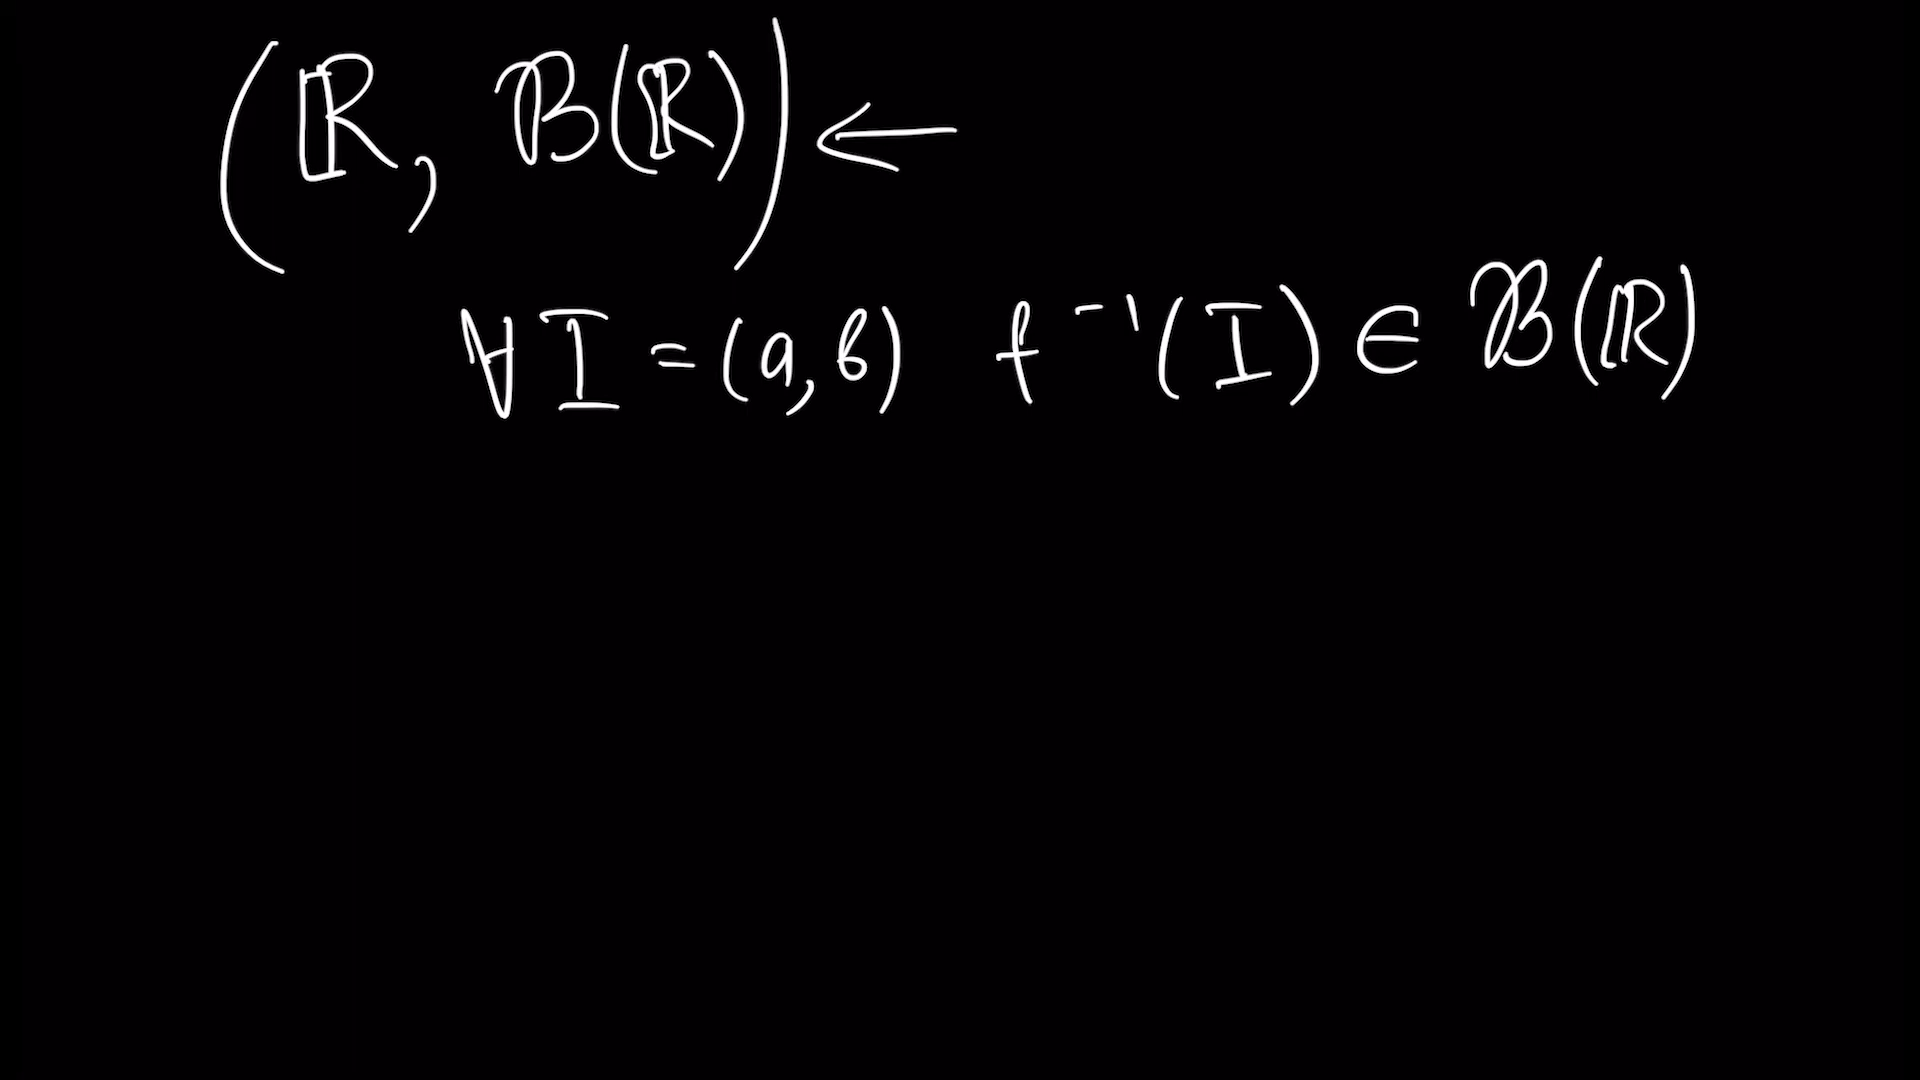 (ℝ, ℬ(ℝ)) ←
∀ I = (a, b) f⁻¹(I) ∈ ℬ(ℝ)